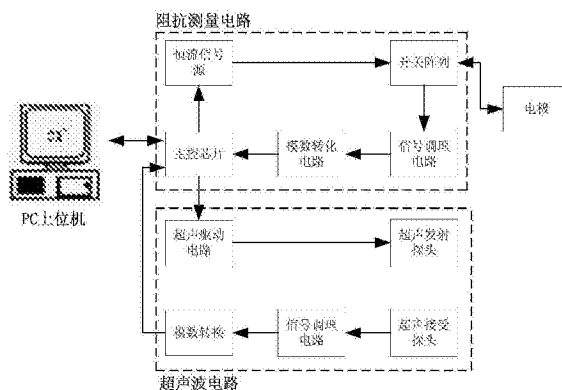 阻抗测量电路
恒流信号
源
开关阵列
电极
主控芯片
模数转化
电路
信号调理
电路
PC上位机
超声驱动
电路
超声发射
探头
模数转换
信号调理
电路
超声接受
探头
超声波电路